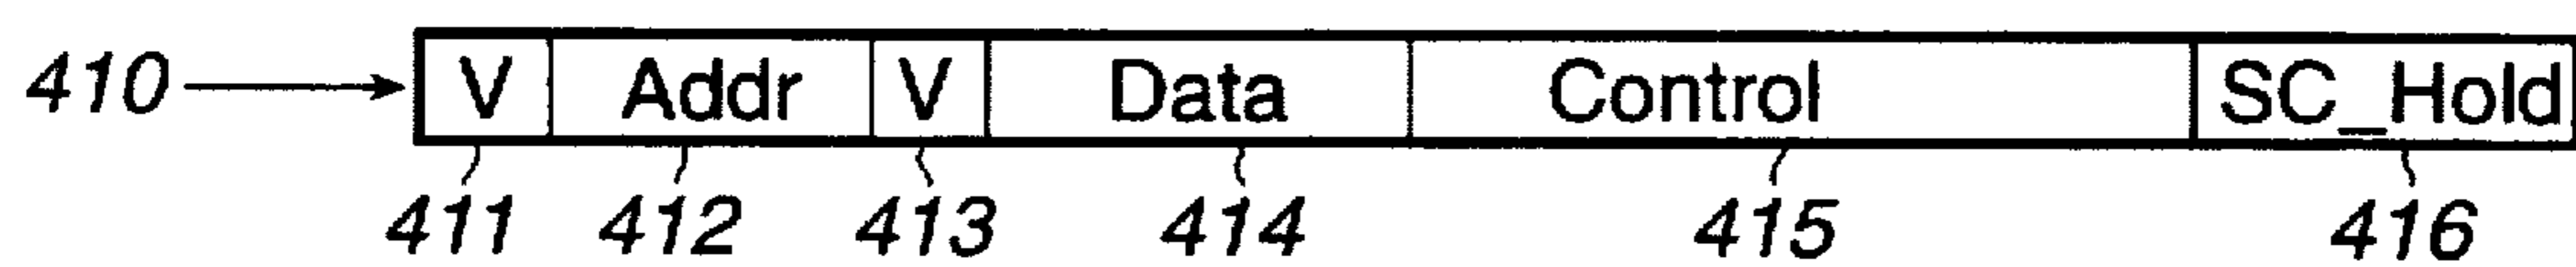 410 V Addr V Data Control SC_Hold
411 412 413 414 415 416